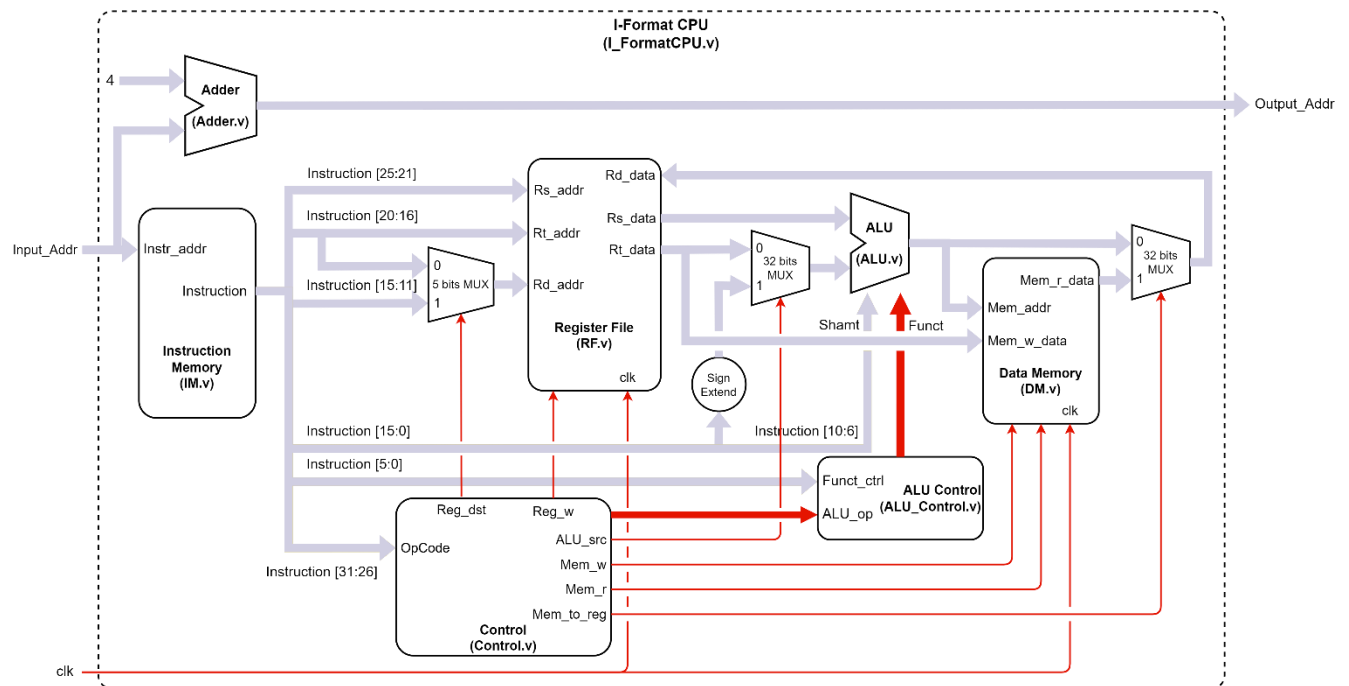 I-Format CPU
(I_FormatCPU.v)
4
Adder
(Adder.v)
Output_Addr
Instruction [25:21]
Rs_addr
Rd_data
Instruction [20:16]
Rt_addr
Rs_data
Rt_data
ALU
(ALU.v)
Input_Addr
Instr_addr
0
5 bits MUX
1
0
32 bits
MUX
1
0
32 bits
MUX
1
Instruction
Instruction [15:11]
Rd_addr
Mem_r_data
Mem_addr
Shamt
Funct
Register File
(RF.v)
Mem_w_data
Instruction
Memory
(IM.v)
clk
Sign
Extend
Data Memory
(DM.v)
clk
Instruction [15:0]
Instruction [10:6]
Instruction [5:0]
Funct_ctrl
ALU Control
(ALU_Control.v)
ALU_op
Reg_dst
Reg_w
OpCode
ALU_src
Instruction [31:26]
Mem_w
Mem_r
Mem_to_reg
Control
(Control.v)
clk